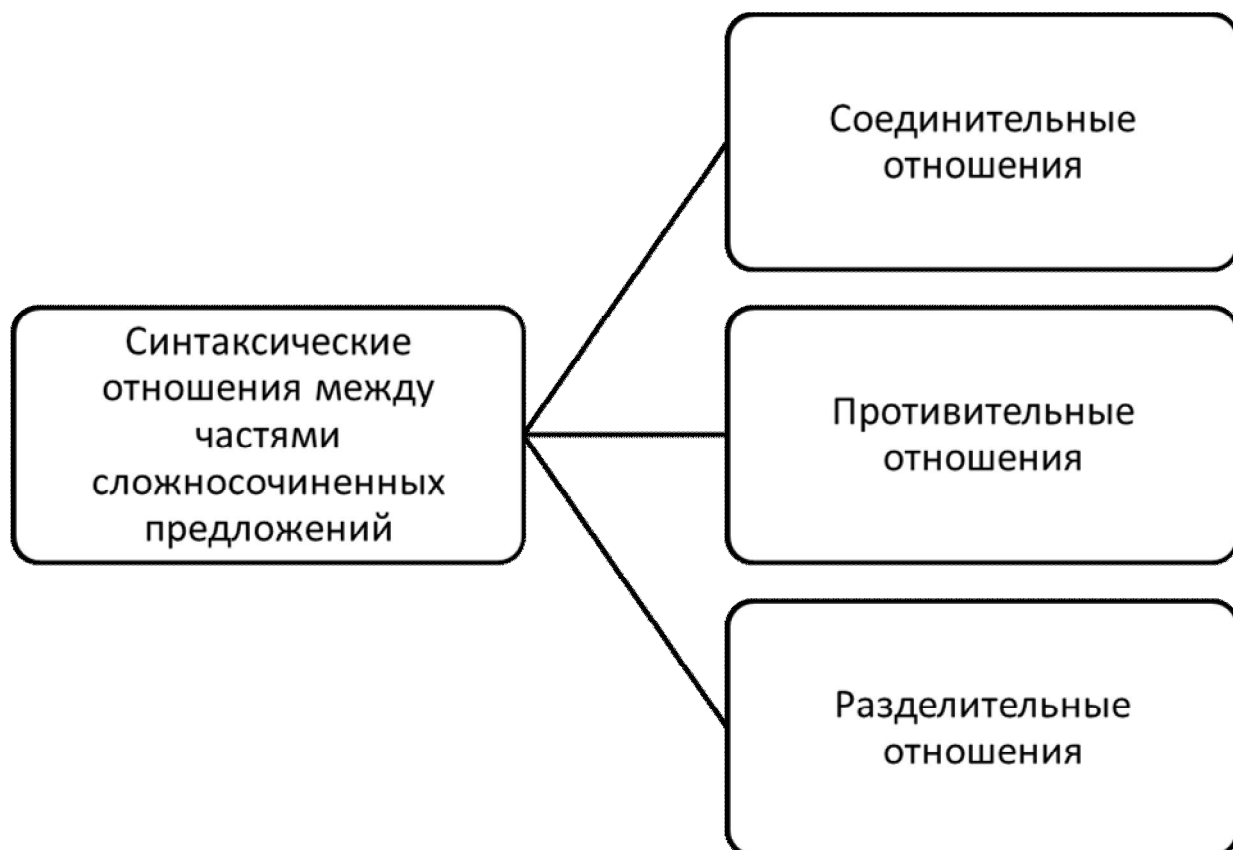 Синтаксические
отношения между
частями
сложносочиненных
предложений
Соединительные
отношения
Противительные
отношения
Разделительные
отношения